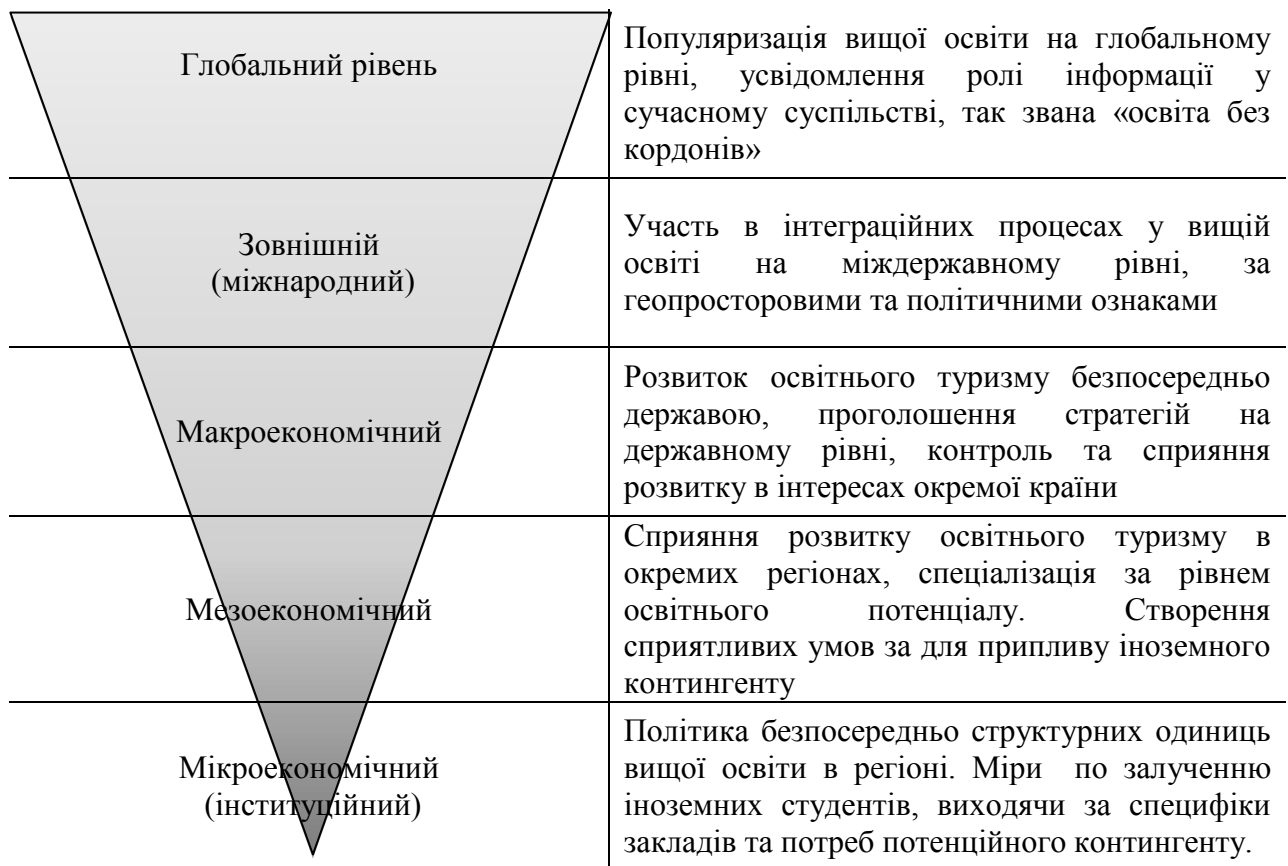 Глобальний рівень
Популяризація вищої освіти на глобальному
рівні, усвідомлення ролі інформації у
сучасному суспільстві, так звана «освіта без
кордонів»
Зовнішній
(міжнародний)
Участь в інтеграційних процесах у вищій
освіті на міждержавному рівні, за
геопросторовими та політичними ознаками
Макроекономічний
Розвиток освітнього туризму безпосередньо
державою, проголошення стратегій на
державному рівні, контроль та сприяння
розвитку в інтересах окремої країни
Мезоекономічний
Сприяння розвитку освітнього туризму в
окремих регіонах, спеціалізація за рівнем
освітнього потенціалу. Створення
сприятливих умов за для припливу іноземного
контингенту
Мікроекономічний
(інституційний)
Політика безпосередньо структурних одиниць
вищої освіти в регіоні. Міри по залученню
іноземних студентів, виходячи за специфіки
закладів та потреб потенційного контингенту.